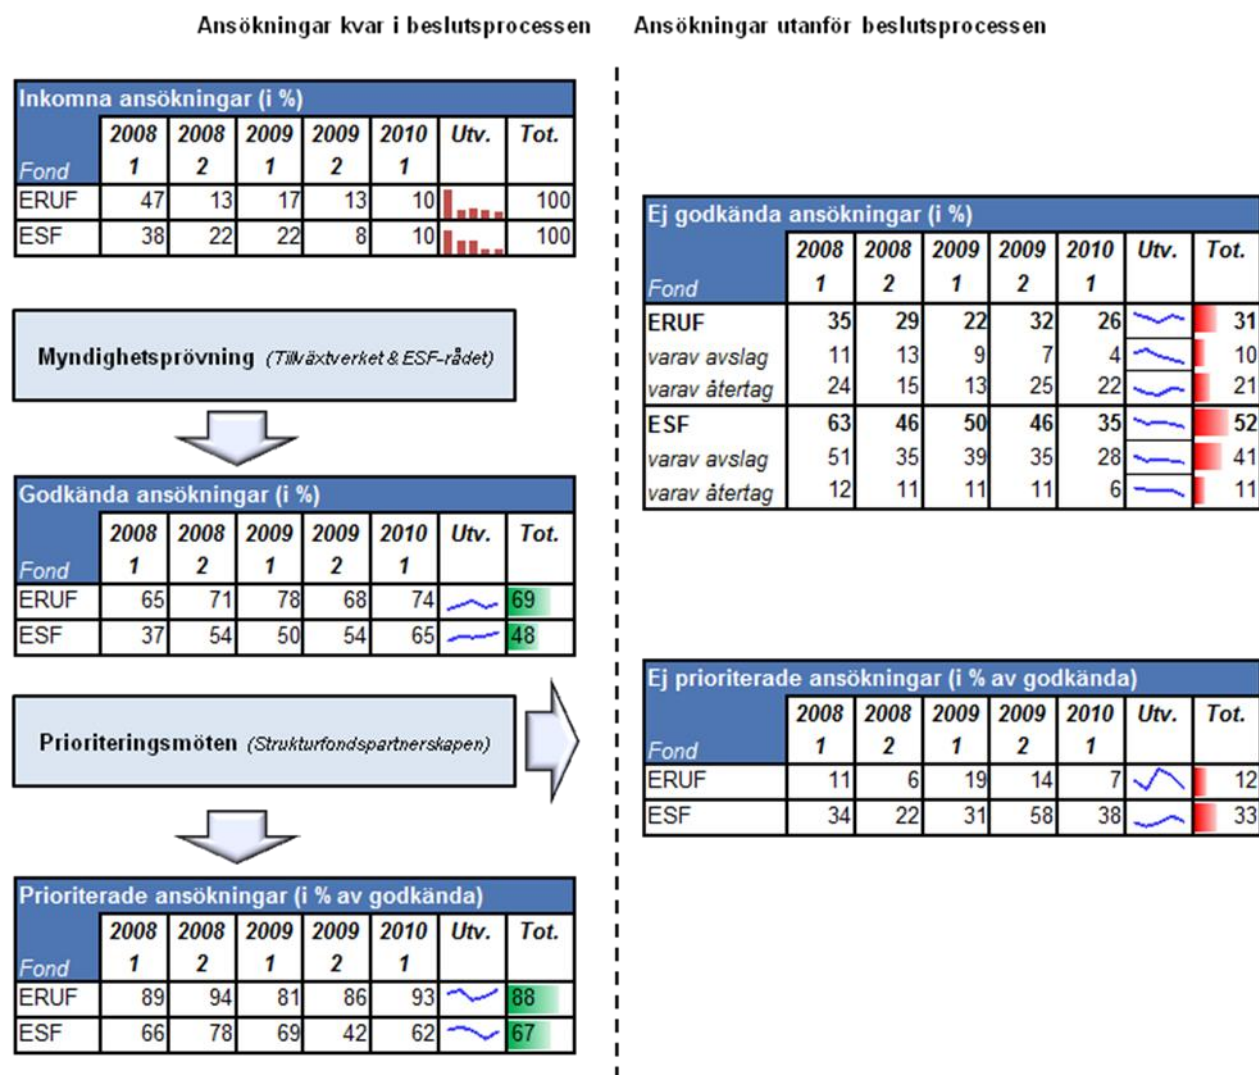 Ansökningar kvar i beslutsprocessen
Ansökningar utanför beslutsprocessen
Inkomna ansökningar (i %)
2008 2008 2009 2009 2010 Utv. Tot.
Fond 1 2 1 2 1
ERUF 47 13 17 13 10 100
ESF 38 22 22 8 10 100
Myndighetsprövning (Tillväxtverket & ESF-rådet)
Godkända ansökningar (i %)
2008 2008 2009 2009 2010 Utv. Tot.
Fond 1 2 1 2 1
ERUF 65 71 78 68 74 69
ESF 37 54 50 54 65 48
Prioriteringsmöten (Strukturfondspartnerskapen)
Prioriterade ansökningar (i % av godkända)
2008 2008 2009 2009 2010 Utv. Tot.
Fond 1 2 1 2 1
ERUF 89 94 81 86 93 88
ESF 66 78 69 42 62 67
Ej godkända ansökningar (i %)
2008 2008 2009 2009 2010 Utv. Tot.
Fond 1 2 1 2 1
ERUF 35 29 22 32 26 31
varav avslag 11 13 9 7 4 10
varav återtag 24 15 13 25 22 21
ESF 63 46 50 46 35 52
varav avslag 51 35 39 35 28 41
varav återtag 12 11 11 11 6 11
Ej prioriterade ansökningar (i % av godkända)
2008 2008 2009 2009 2010 Utv. Tot.
Fond 1 2 1 2 1
ERUF 11 6 19 14 7 12
ESF 34 22 31 58 38 33